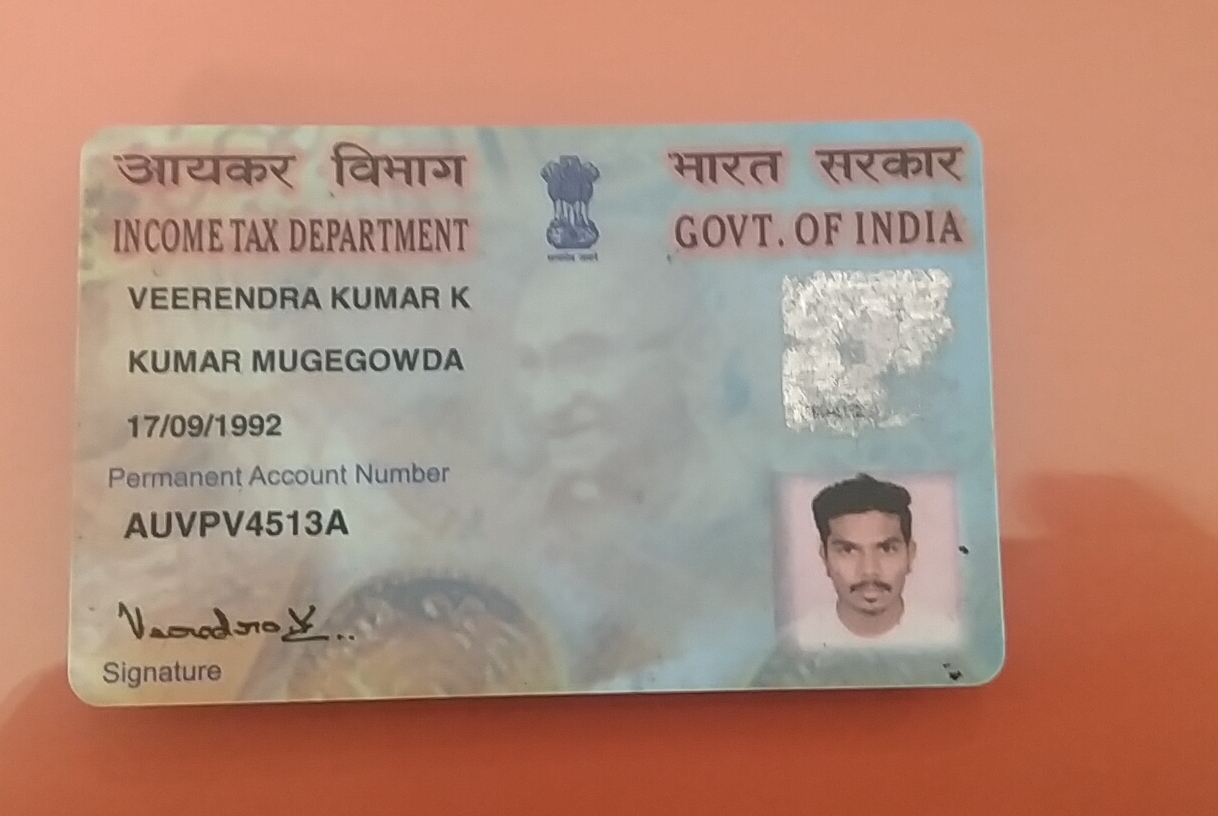 आयकर विभाग
INCOME TAX DEPARTMENT
भारत सरकार
GOVT. OF INDIA
VEERENDRA KUMAR K
KUMAR MUGEGOWDA
17/09/1992
Permanent Account Number
AUVPV4513A
Signature